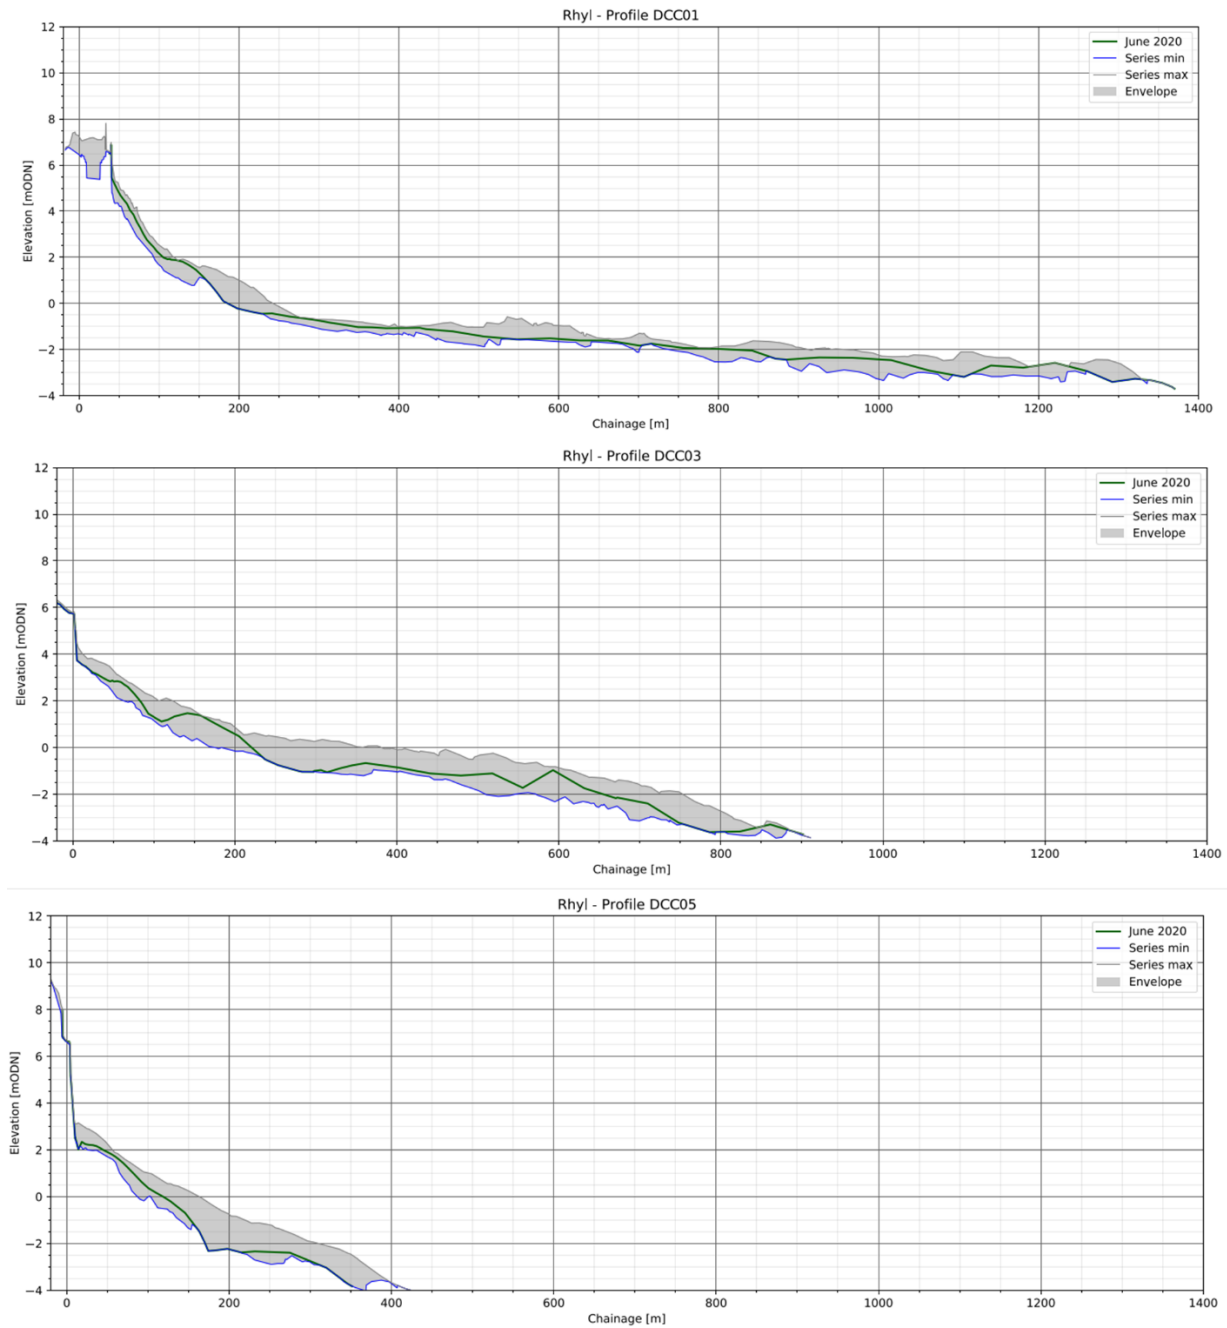 Rhyl - Profile DCC01
12
10
8
6
4
2
0
−2
−4
Elevation [mODN]
June 2020
Series min
Series max
Envelope
0 200 400 600 800 1000 1200 1400
Chainage [m]
Rhyl - Profile DCC03
12
10
8
6
4
2
0
−2
−4
Elevation [mODN]
June 2020
Series min
Series max
Envelope
0 200 400 600 800 1000 1200 1400
Chainage [m]
Rhyl - Profile DCC05
12
10
8
6
4
2
0
−2
−4
Elevation [mODN]
June 2020
Series min
Series max
Envelope
0 200 400 600 800 1000 1200 1400
Chainage [m]